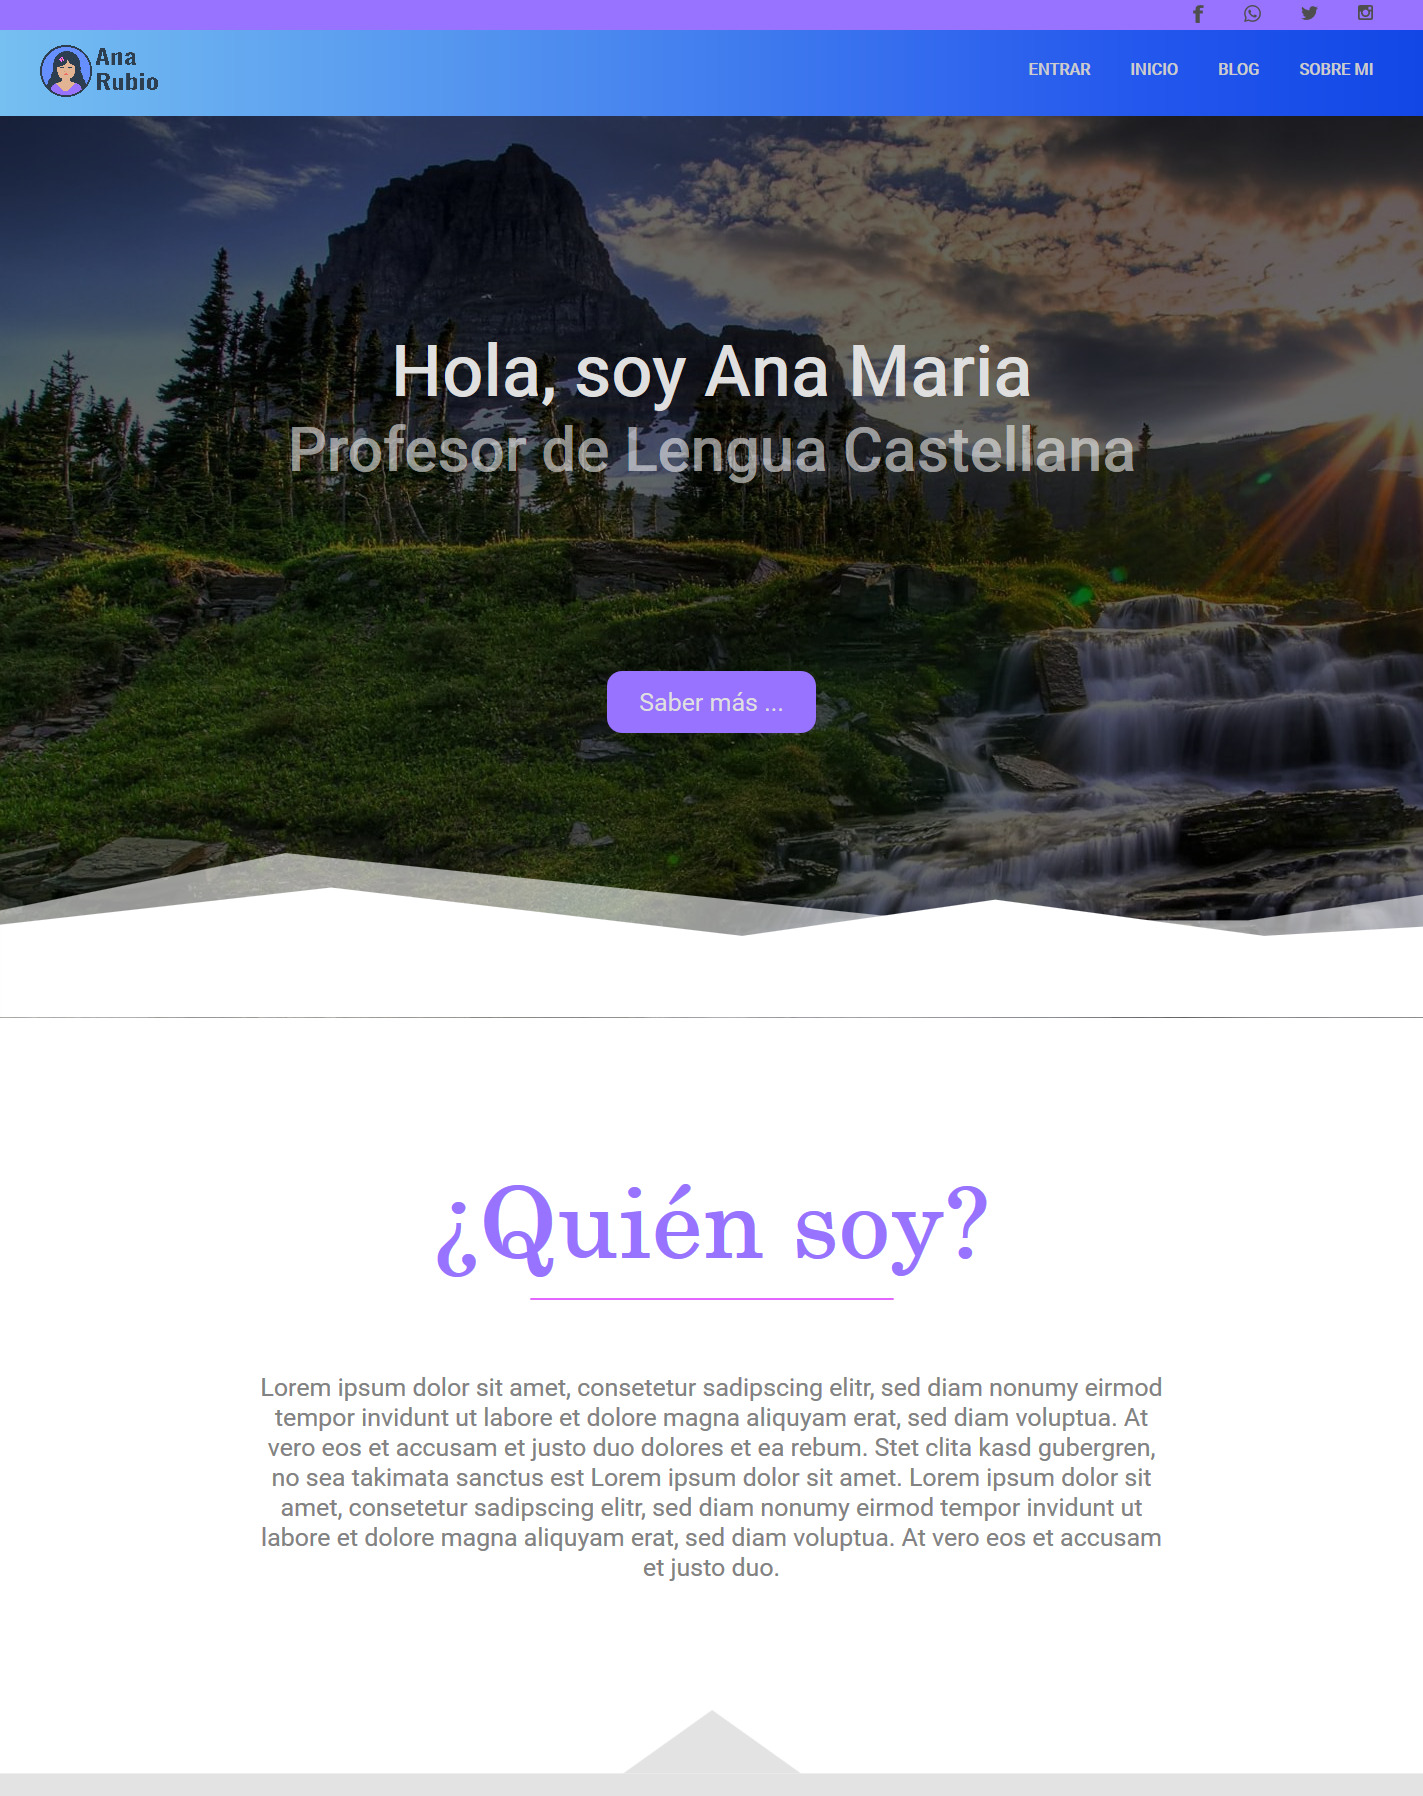 Ana
Rubio
ENTRAR INICIO BLOG SOBRE MI
Hola, soy Ana Maria
Profesor de Lengua Castellana
Saber más ...
¿Quién soy?
Lorem ipsum dolor sit amet, consetetur sadipscing elitr, sed diam nonumy eirmod
tempor invidunt ut labore et dolore magna aliquyam erat, sed diam voluptua. At
vero eos et accusam et justo duo dolores et ea rebum. Stet clita kasd gubergren,
no sea takimata sanctus est Lorem ipsum dolor sit amet. Lorem ipsum dolor sit
amet, consetetur sadipscing elitr, sed diam nonumy eirmod tempor invidunt ut
labore et dolore magna aliquyam erat, sed diam voluptua. At vero eos et accusam
et justo duo.